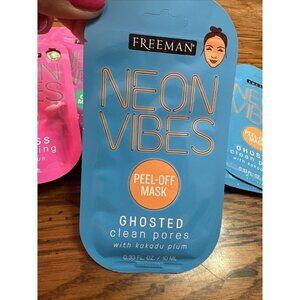 FREEMAN
NEON
VIBES
PEEL-OFF
MASK
GHOSTED
clean pores
with kakadu plum
0.33 FL. OZ. / 10 ML